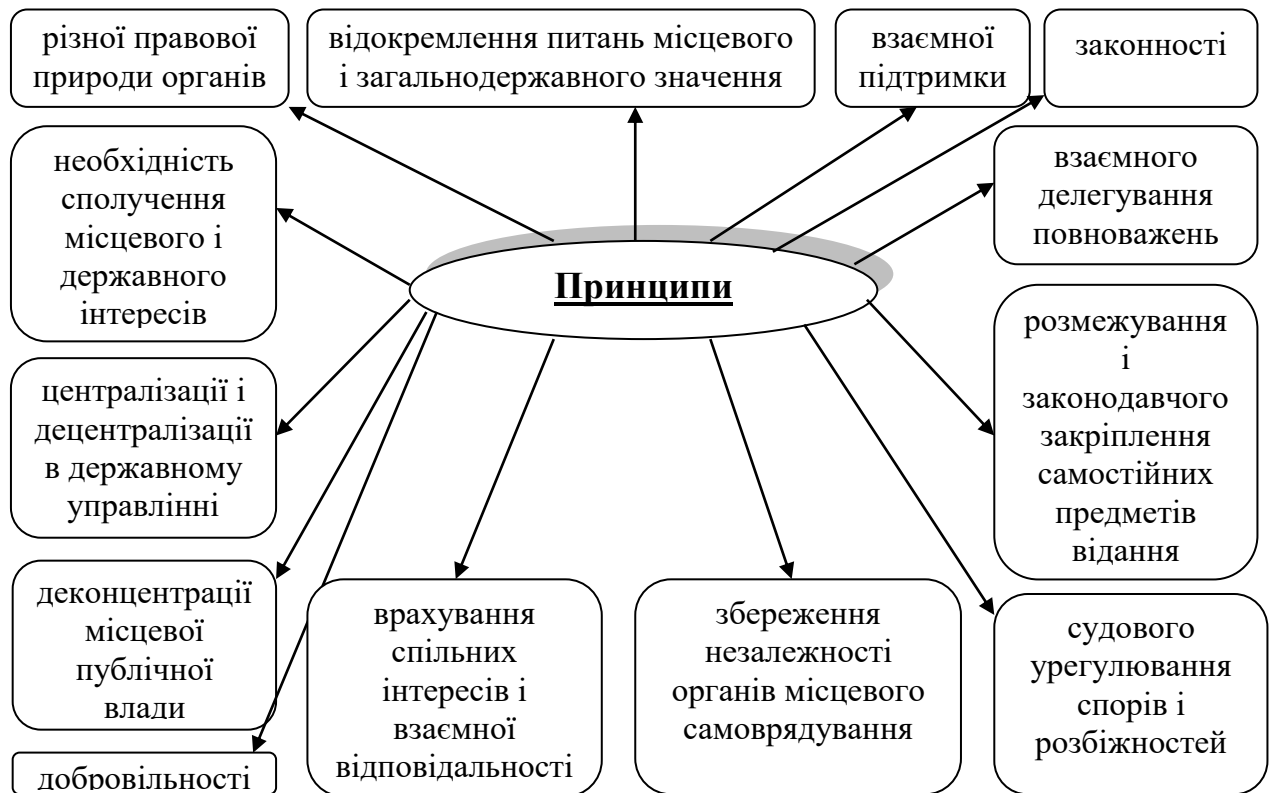 різної правової
природи органів
відокремлення питань місцевого
і загальнодержавного значення
взаємної
підтримки
законності
необхідність
сполучення
місцевого і
державного
інтересів
взаємного
делегування
повноважень
Принципи
централізації і
децентралізації
в державному
управлінні
розмежування
і
законодавчого
закріплення
самостійних
предметів
відання
деконцентрації
місцевої
публічної
влади
врахування
спільних
інтересів і
взаємної
відповідальності
збереження
незалежності
органів місцевого
самоврядування
судового
урегулювання
спорів і
розбіжностей
добровільності